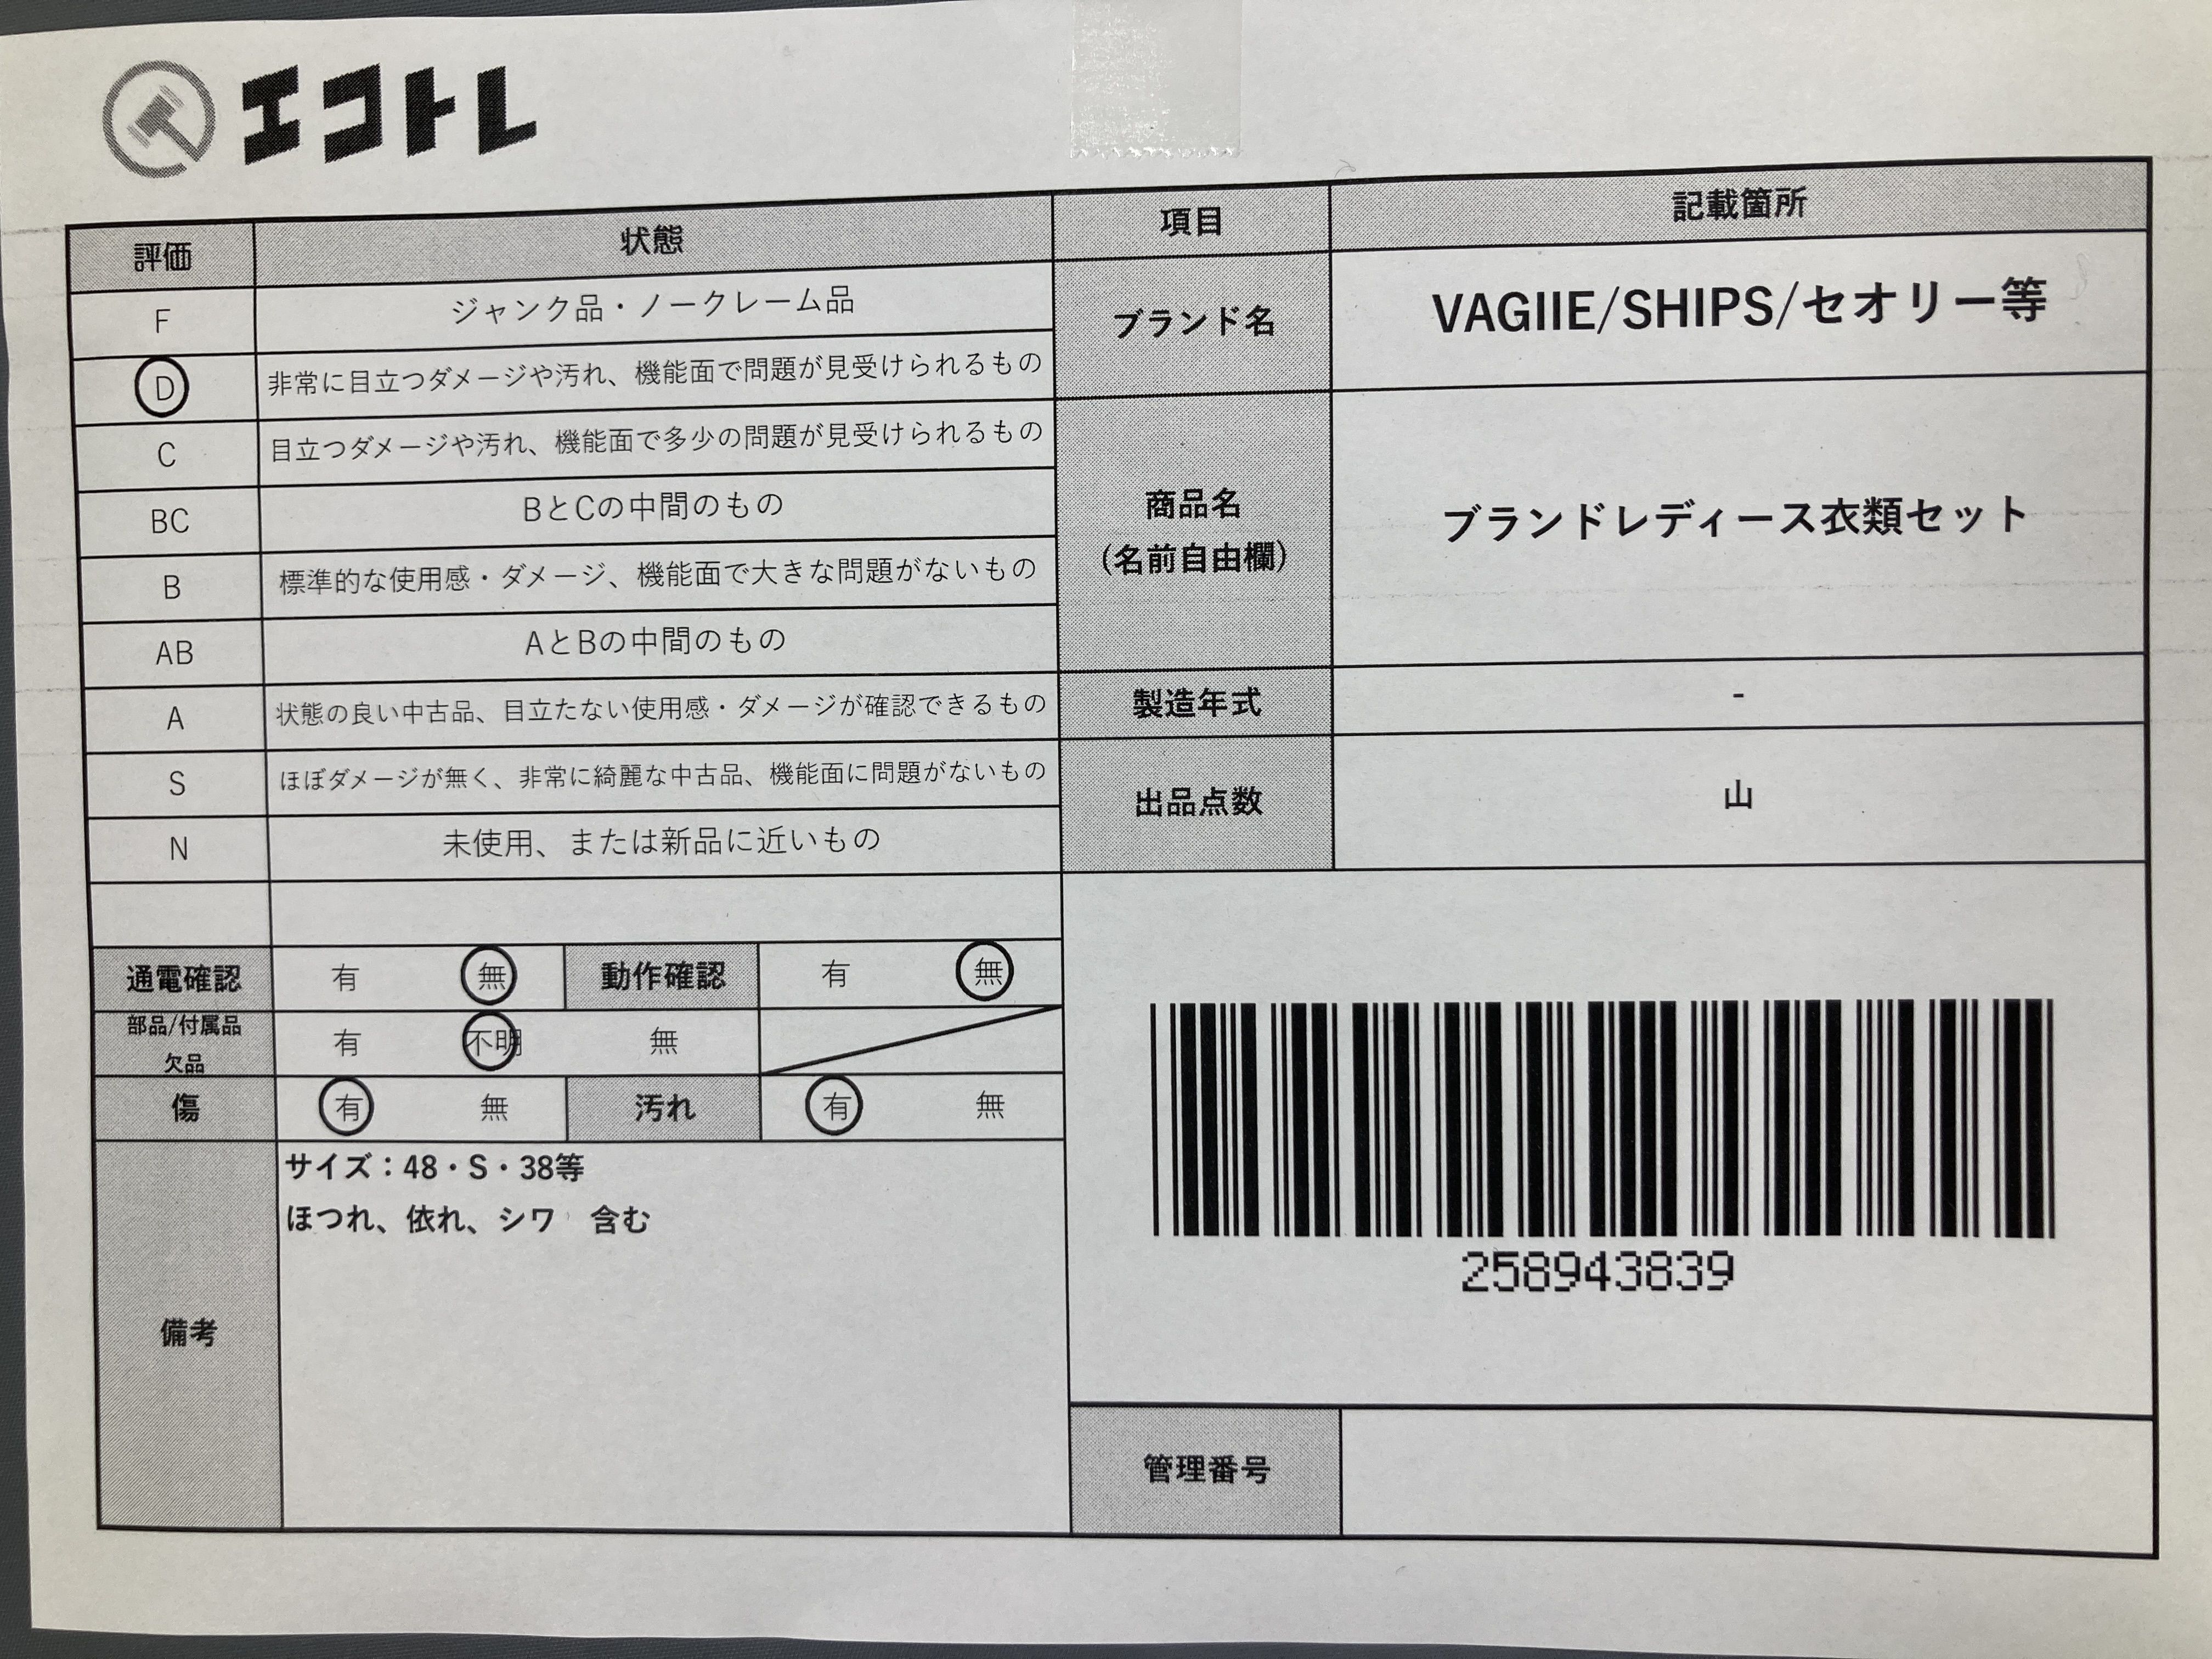 エコトレ
評価 状態 項目 記載箇所
F ジャンク品・ノークレーム品
D 非常に目立つダメージや汚れ、機能面で問題が見受けられるもの
C 目立つダメージや汚れ、機能面で多少の問題が見受けられるもの
BC BとCの中間のもの
B 標準的な使用感・ダメージ、機能面で大きな問題がないもの
AB AとBの中間のもの
A 状態の良い中古品、目立たない使用感・ダメージが確認できるもの
S ほぼダメージが無く、非常に綺麗な中古品、機能面に問題がないもの
N 未使用、または新品に近いもの
ブランド名 VAGIIE/SHIPS/セオリー等
商品名
(名前自由欄)
ブランドレディース衣類セット
製造年式 -
出品点数 山
通電確認 有 無 動作確認 有 無
部品/付属品
欠品
有 不明 無
傷 有 無 汚れ 有 無
備考
サイズ：48・S・38等
ほつれ、依れ、シワ　含む
258943839
管理番号